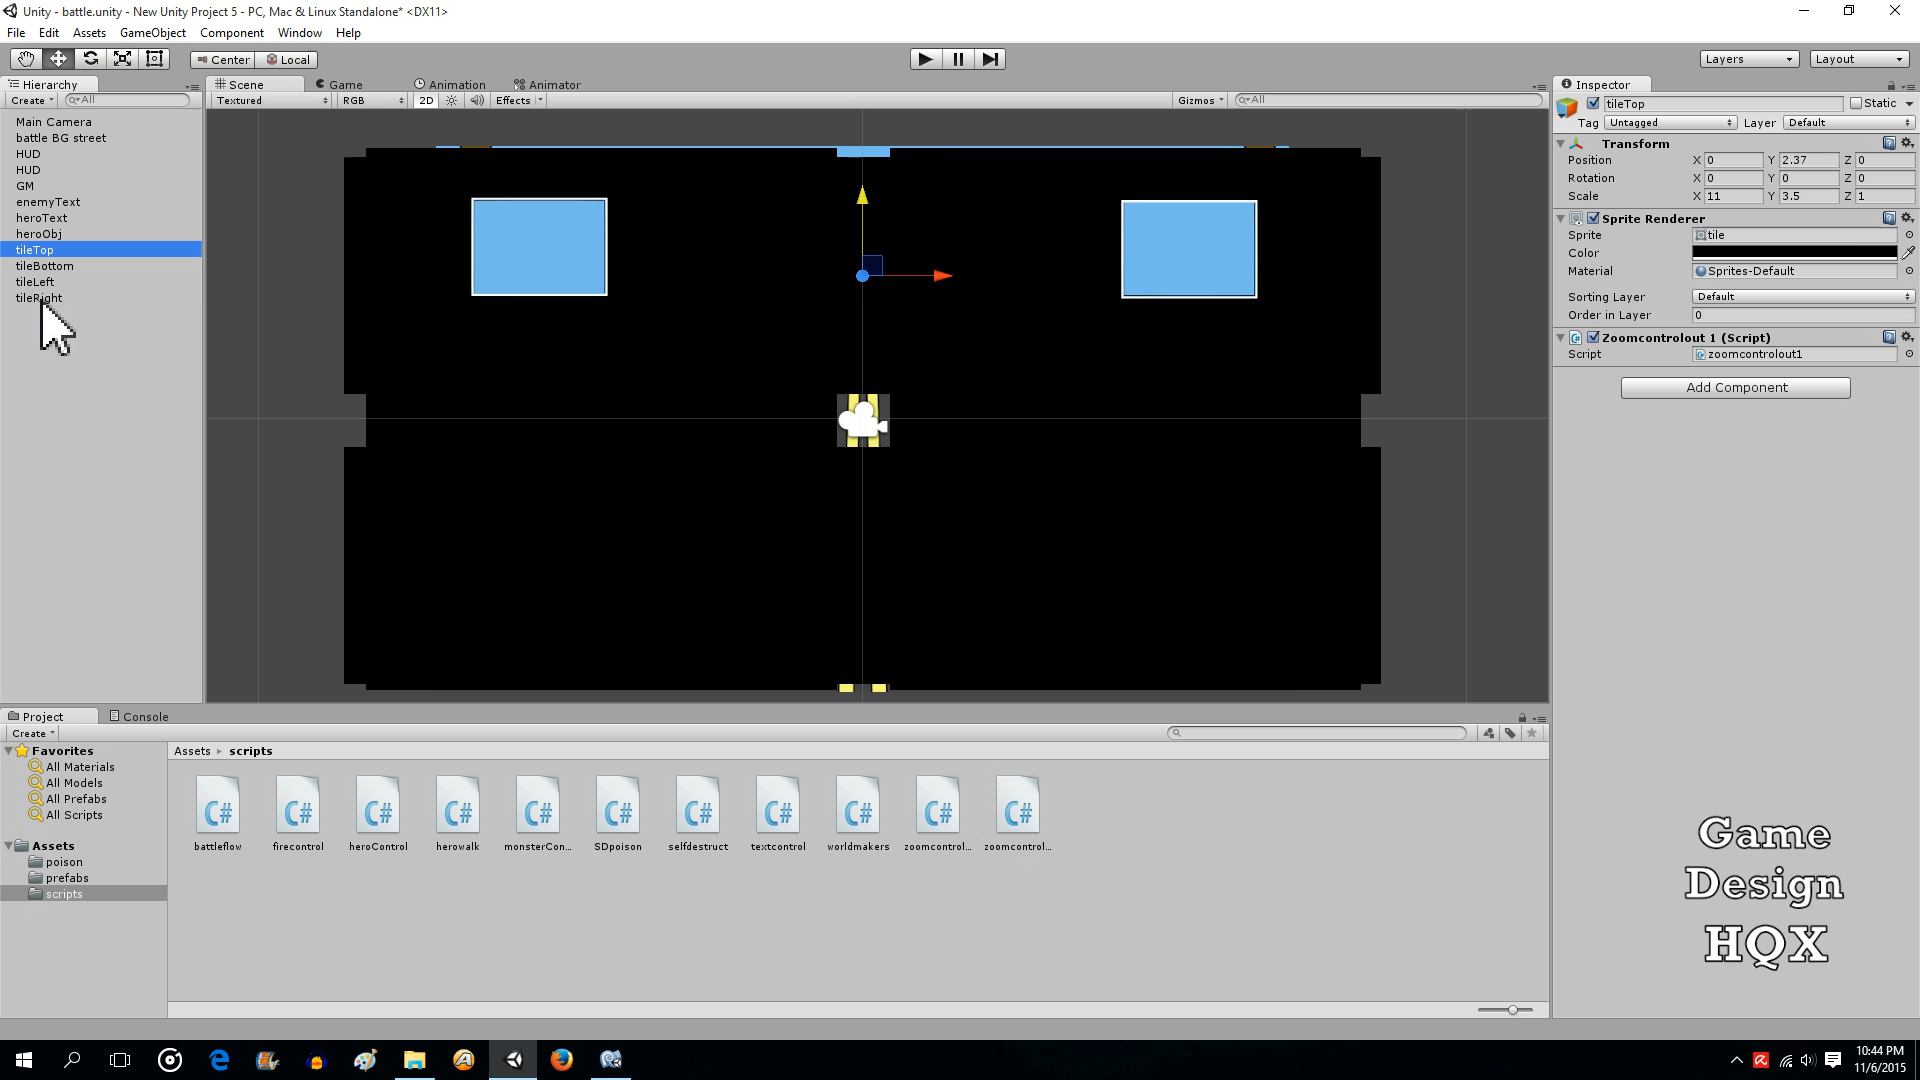 Unity - battle.unity - New Unity Project 5 - PC, Mac & Linux Standalone* <DX11>
File Edit Assets GameObject Component Window Help
Center Local Layers Layout
Hierarchy Scene Game Animation Animator Inspector
Create All Textured RGB 2D Effects Gizmos All
tileTop Static
Tag Untagged Layer Default
Main Camera
battle BG street
HUD
HUD
GM
enemyText
heroText
heroObj
tileTop
tileBottom
tileLeft
tileRight
Transform
Position X 0 Y 2.37 Z 0
Rotation X 0 Y 0 Z 0
Scale X 11 Y 3.5 Z 1
Sprite Renderer
Sprite tile
Color
Material Sprites-Default
Sorting Layer Default
Order in Layer 0
Zoomcontrolout 1 (Script)
Script zoomcontrolout1
Add Component
Project Console
Create
Favorites
All Materials
All Models
All Prefabs
All Scripts
Assets
poison
prefabs
scripts
Assets scripts
C# C# C# C# C# C# C# C# C# C# C#
battleflow firecontrol heroControl herowalk monsterCon... SDpoison selfdestruct textcontrol worldmakers zoomcontrol... zoomcontrol...
Game
Design
HQX
10:44 PM
11/6/2015